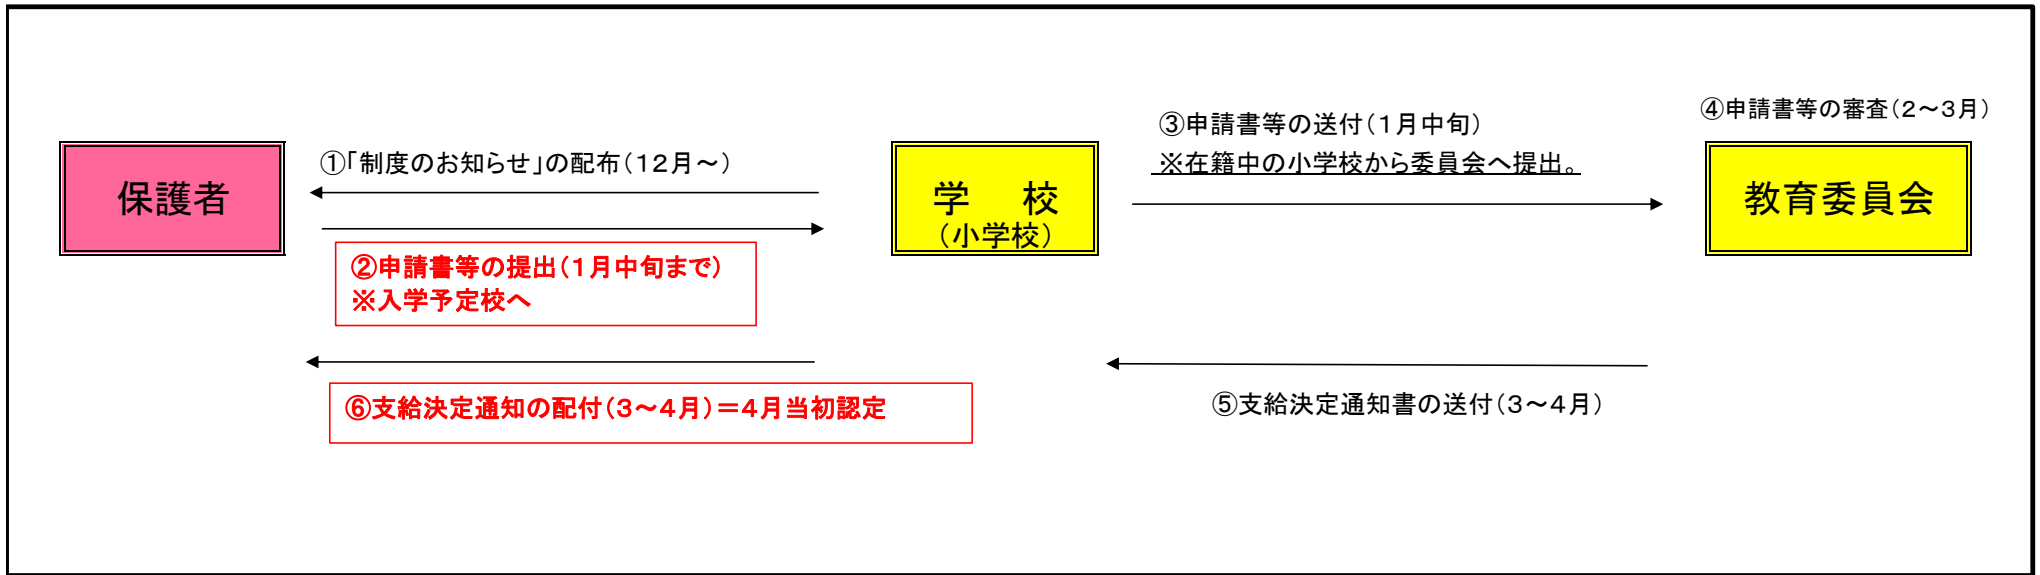 ④申請書等の審査（２～３月）
③申請書等の送付（１月中旬）
※在籍中の小学校から委員会へ提出。
①「制度のお知らせ」の配布（１２月～）
保護者
学　校
（小学校）
教育委員会
②申請書等の提出（１月中旬まで）
※入学予定校へ
⑥支給決定通知の配付（３～４月）＝４月当初認定
⑤支給決定通知書の送付（３～４月）